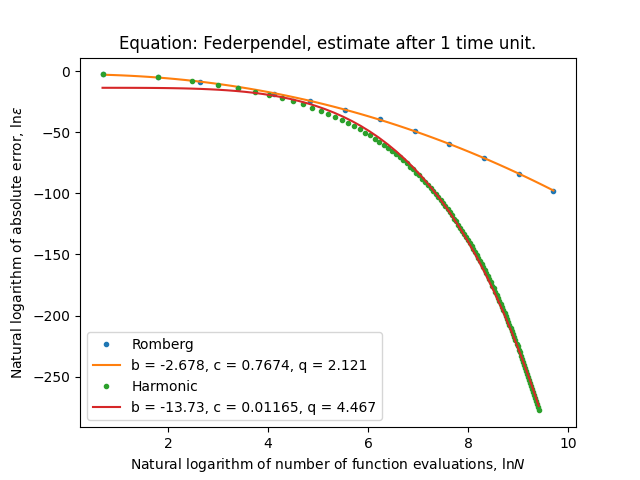 Equation: Federpendel, estimate after 1 time unit.
Natural logarithm of absolute error, lnε
0
−50
−100
−150
−200
−250
Romberg
b = -2.678, c = 0.7674, q = 2.121
Harmonic
b = -13.73, c = 0.01165, q = 4.467
2 4 6 8 10
Natural logarithm of number of function evaluations, lnN